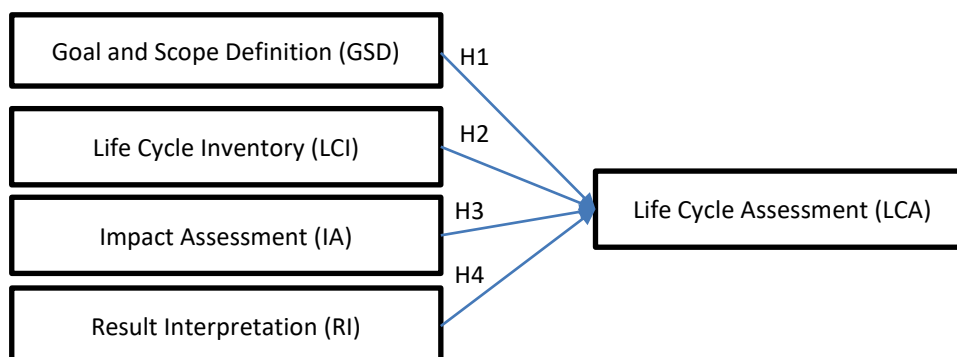 Goal and Scope Definition (GSD)
H1
Life Cycle Inventory (LCI)
H2
Life Cycle Assessment (LCA)
Impact Assessment (IA)
H3
H4
Result Interpretation (RI)